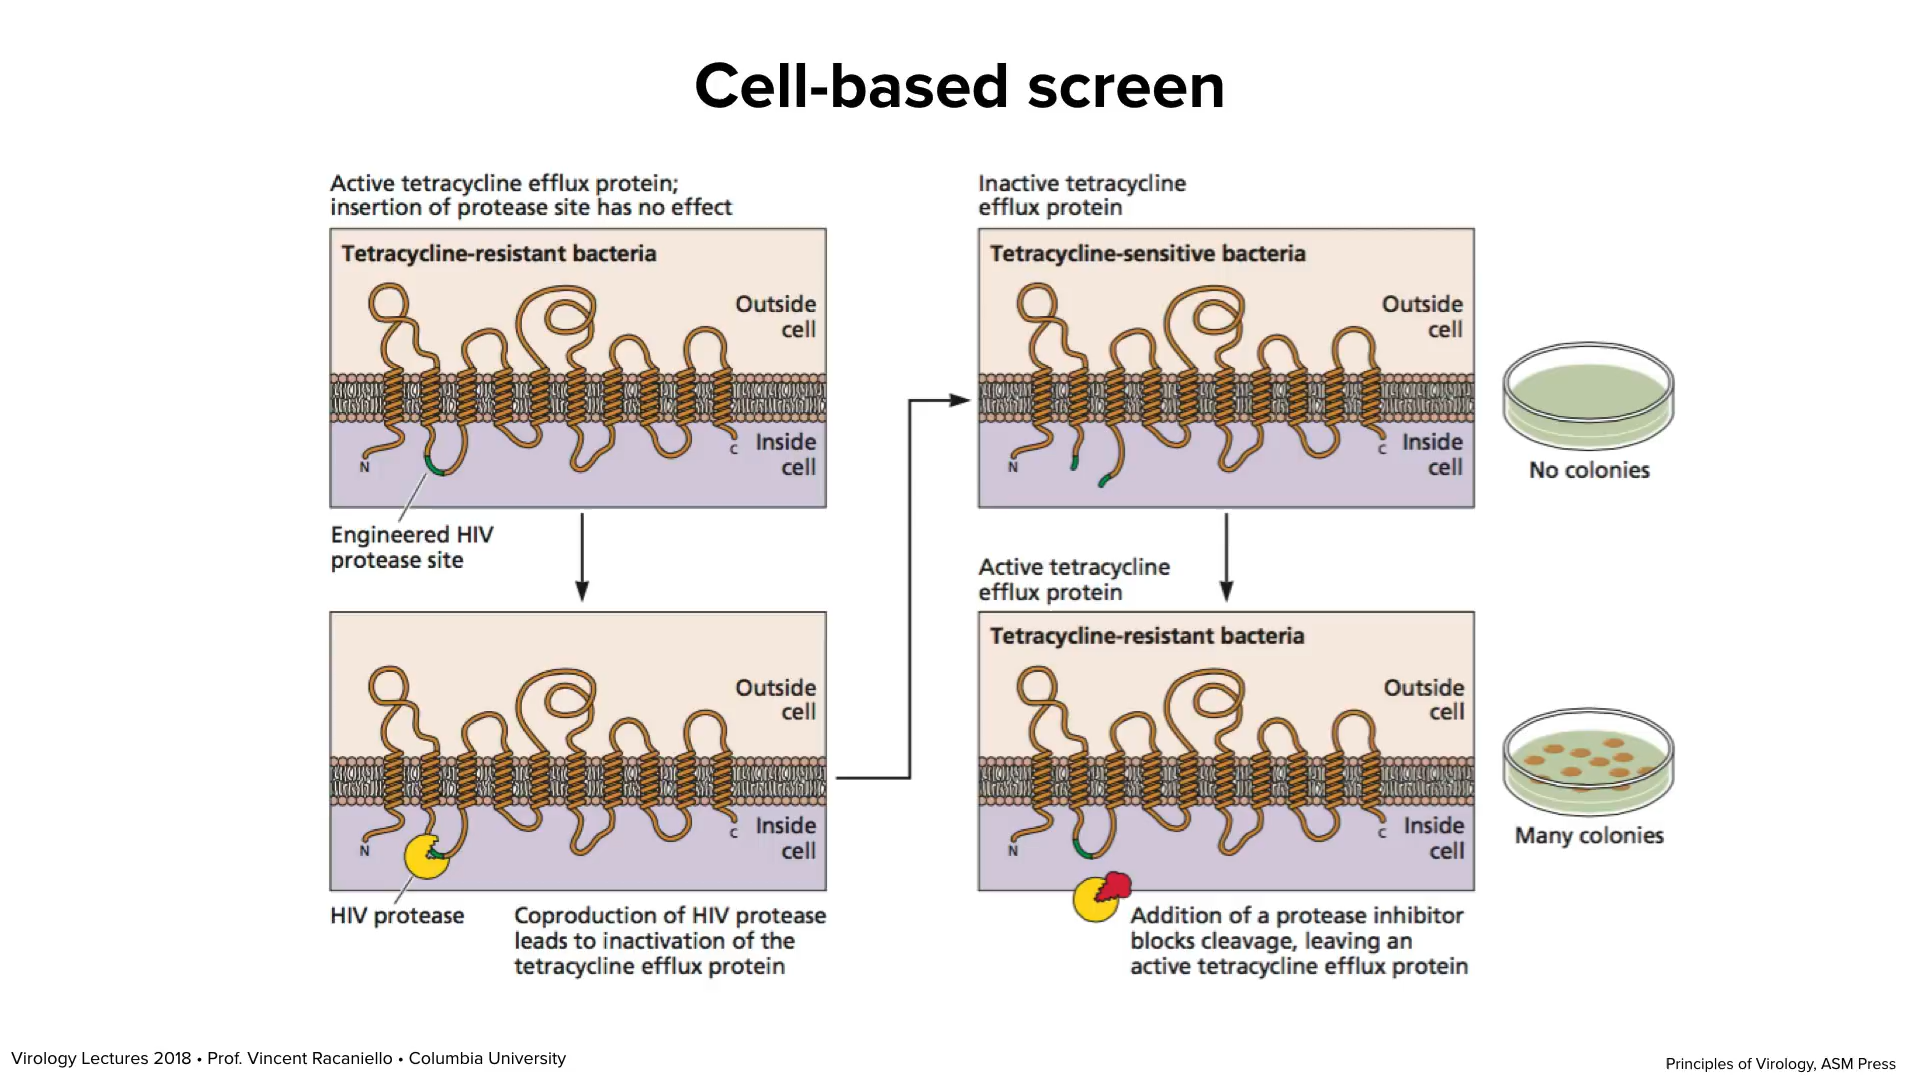 Cell-based screen
Active tetracycline efflux protein;
insertion of protease site has no effect
Tetracycline-resistant bacteria
Outside
cell
Inside
cell
N
C
Engineered HIV
protease site
Outside
cell
Inside
cell
N
C
HIV protease
Coproduction of HIV protease
leads to inactivation of the
tetracycline efflux protein
Inactive tetracycline
efflux protein
Tetracycline-sensitive bacteria
Outside
cell
Inside
cell
N
C
No colonies
Active tetracycline
efflux protein
Tetracycline-resistant bacteria
Outside
cell
Inside
cell
N
C
Many colonies
Addition of a protease inhibitor
blocks cleavage, leaving an
active tetracycline efflux protein
Virology Lectures 2018 • Prof. Vincent Racaniello • Columbia University
Principles of Virology, ASM Press